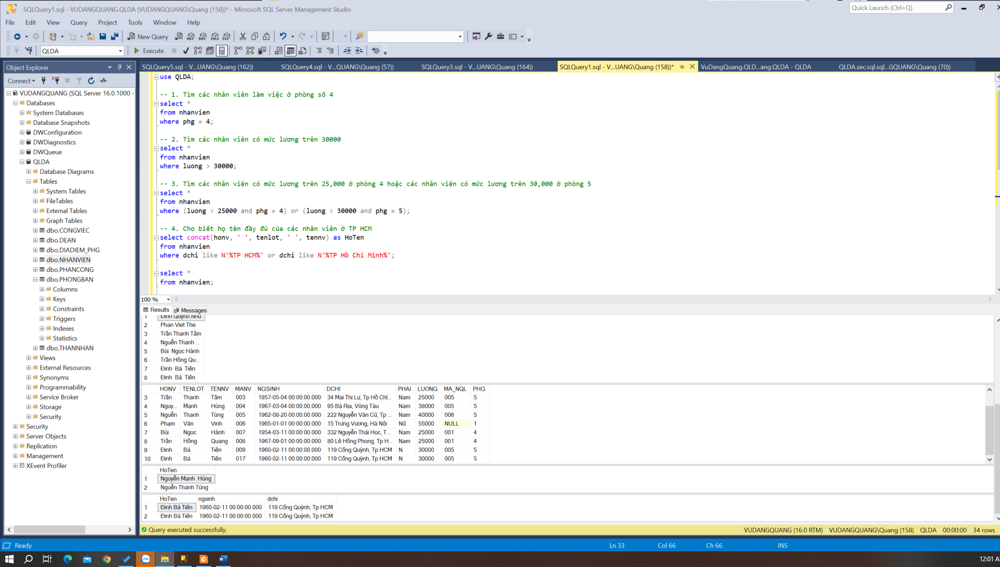 SQLQuery1.sql - VUDANGQUANG.QLDA (VUDANGQUANG\Quang (158))* - Microsoft SQL Server Management Studio
Quick Launch (Ctrl+Q)
File Edit View Query Project Tools Window Help
New Query MDX DMX XMLA DAX
QLDA Execute
Object Explorer
SQLQuery5.sql - V...UANG\Quang (162)) SQLQuery4.sql - V...QUANG\Quang (57)) SQLQuery3.sql - V...UANG\Quang (164)) SQLQuery1.sql - V...UANG\Quang (158))* VuDangQuang.QLD...ang.QLDA - QLDA QLDA.sec.sql.sql...GQUANG\Quang (70))
Connect
VUDANGQUANG (SQL Server 16.0.1000 -
Databases
System Databases
Database Snapshots
DWConfiguration
DWDiagnostics
DWQueue
QLDA
Database Diagrams
Tables
System Tables
FileTables
External Tables
Graph Tables
dbo.CONGVIEC
dbo.DEAN
dbo.DIADIEM_PHG
dbo.NHANVIEN
dbo.PHANCONG
dbo.PHONGBAN
Columns
Keys
Constraints
Triggers
Indexes
Statistics
dbo.THANNHAN
Views
External Resources
Synonyms
Programmability
Service Broker
Storage
Security
Security
Server Objects
Replication
Management
XEvent Profiler
use QLDA;
-- 1. Tìm các nhân viên làm việc ở phòng số 4
select *
from nhanvien
where phg = 4;
-- 2. Tìm các nhân viên có mức lương trên 30000
select *
from nhanvien
where luong > 30000;
-- 3. Tìm các nhân viên có mức lương trên 25,000 ở phòng 4 hoặc các nhân viên có mức lương trên 30,000 ở phòng 5
select *
from nhanvien
where (luong > 25000 and phg = 4) or (luong > 30000 and phg = 5);
-- 4. Cho biết họ tên đầy đủ của các nhân viên ở TP HCM
select concat(honv, ' ', tenlot, ' ', tennv) as HoTen
from nhanvien
where dchi like N'%TP HCM%' or dchi like N'%TP Hồ Chí Minh%';
select *
from nhanvien;
100 %
Results Messages
1 Đinh Quỳnh Như
2 Phan Viet The
3 Trần Thanh Tâm
4 Nguễn Thanh ...
5 Bùi Ngọc Hành
6 Trần Hồng Qu...
7 Đinh Bá Tiên
8 Đinh Bá Tiên
HONV TENLOT TENNV MANV NGSINH DCHI PHAI LUONG MA_NQL PHG
3 Trần Thanh Tâm 003 1957-05-04 00:00:00.000 34 Mai Thị Lự, Tp Hồ Chí... Nam 25000 005 5
4 Nguy... Mạnh Hùng 004 1967-03-04 00:00:00.000 95 Bà Rịa, Vũng Tàu Nam 38000 005 5
5 Nguễn Thanh Tùng 005 1962-08-20 00:00:00.000 222 Nguyễn Văn Cừ, Tp ... Nam 40000 006 5
6 Phạm Văn Vinh 006 1965-01-01 00:00:00.000 15 Trưng Vương, Hà Nội Nữ 55000 NULL 1
7 Bùi Ngọc Hành 007 1954-03-11 00:00:00.000 332 Nguyễn Thái Học, T... Nam 25000 001 4
8 Trần Hồng Quang 008 1967-09-01 00:00:00.000 80 Lê Hồng Phong, Tp H... Nam 25000 001 4
9 Đinh Bá Tiên 009 1960-02-11 00:00:00.000 119 Cống Quỳnh, Tp HCM N 30000 005 5
10 Đinh Bá Tiên 017 1960-02-11 00:00:00.000 119 Cống Quỳnh, Tp HCM N 30000 005 5
HoTen
1 Nguyễn Mạnh Hùng
2 Nguễn Thanh Tùng
HoTen ngsinh dchi
1 Đinh Bá Tiên 1960-02-11 00:00:00.000 119 Cống Quỳnh, Tp HCM
2 Đinh Bá Tiên 1960-02-11 00:00:00.000 119 Cống Quỳnh, Tp HCM
Query executed successfully. VUDANGQUANG (16.0 RTM) VUDANGQUANG\Quang (158) QLDA 00:00:00 34 rows
Ready Ln 33 Col 66 Ch 66 INS
Zalo
12:01 A